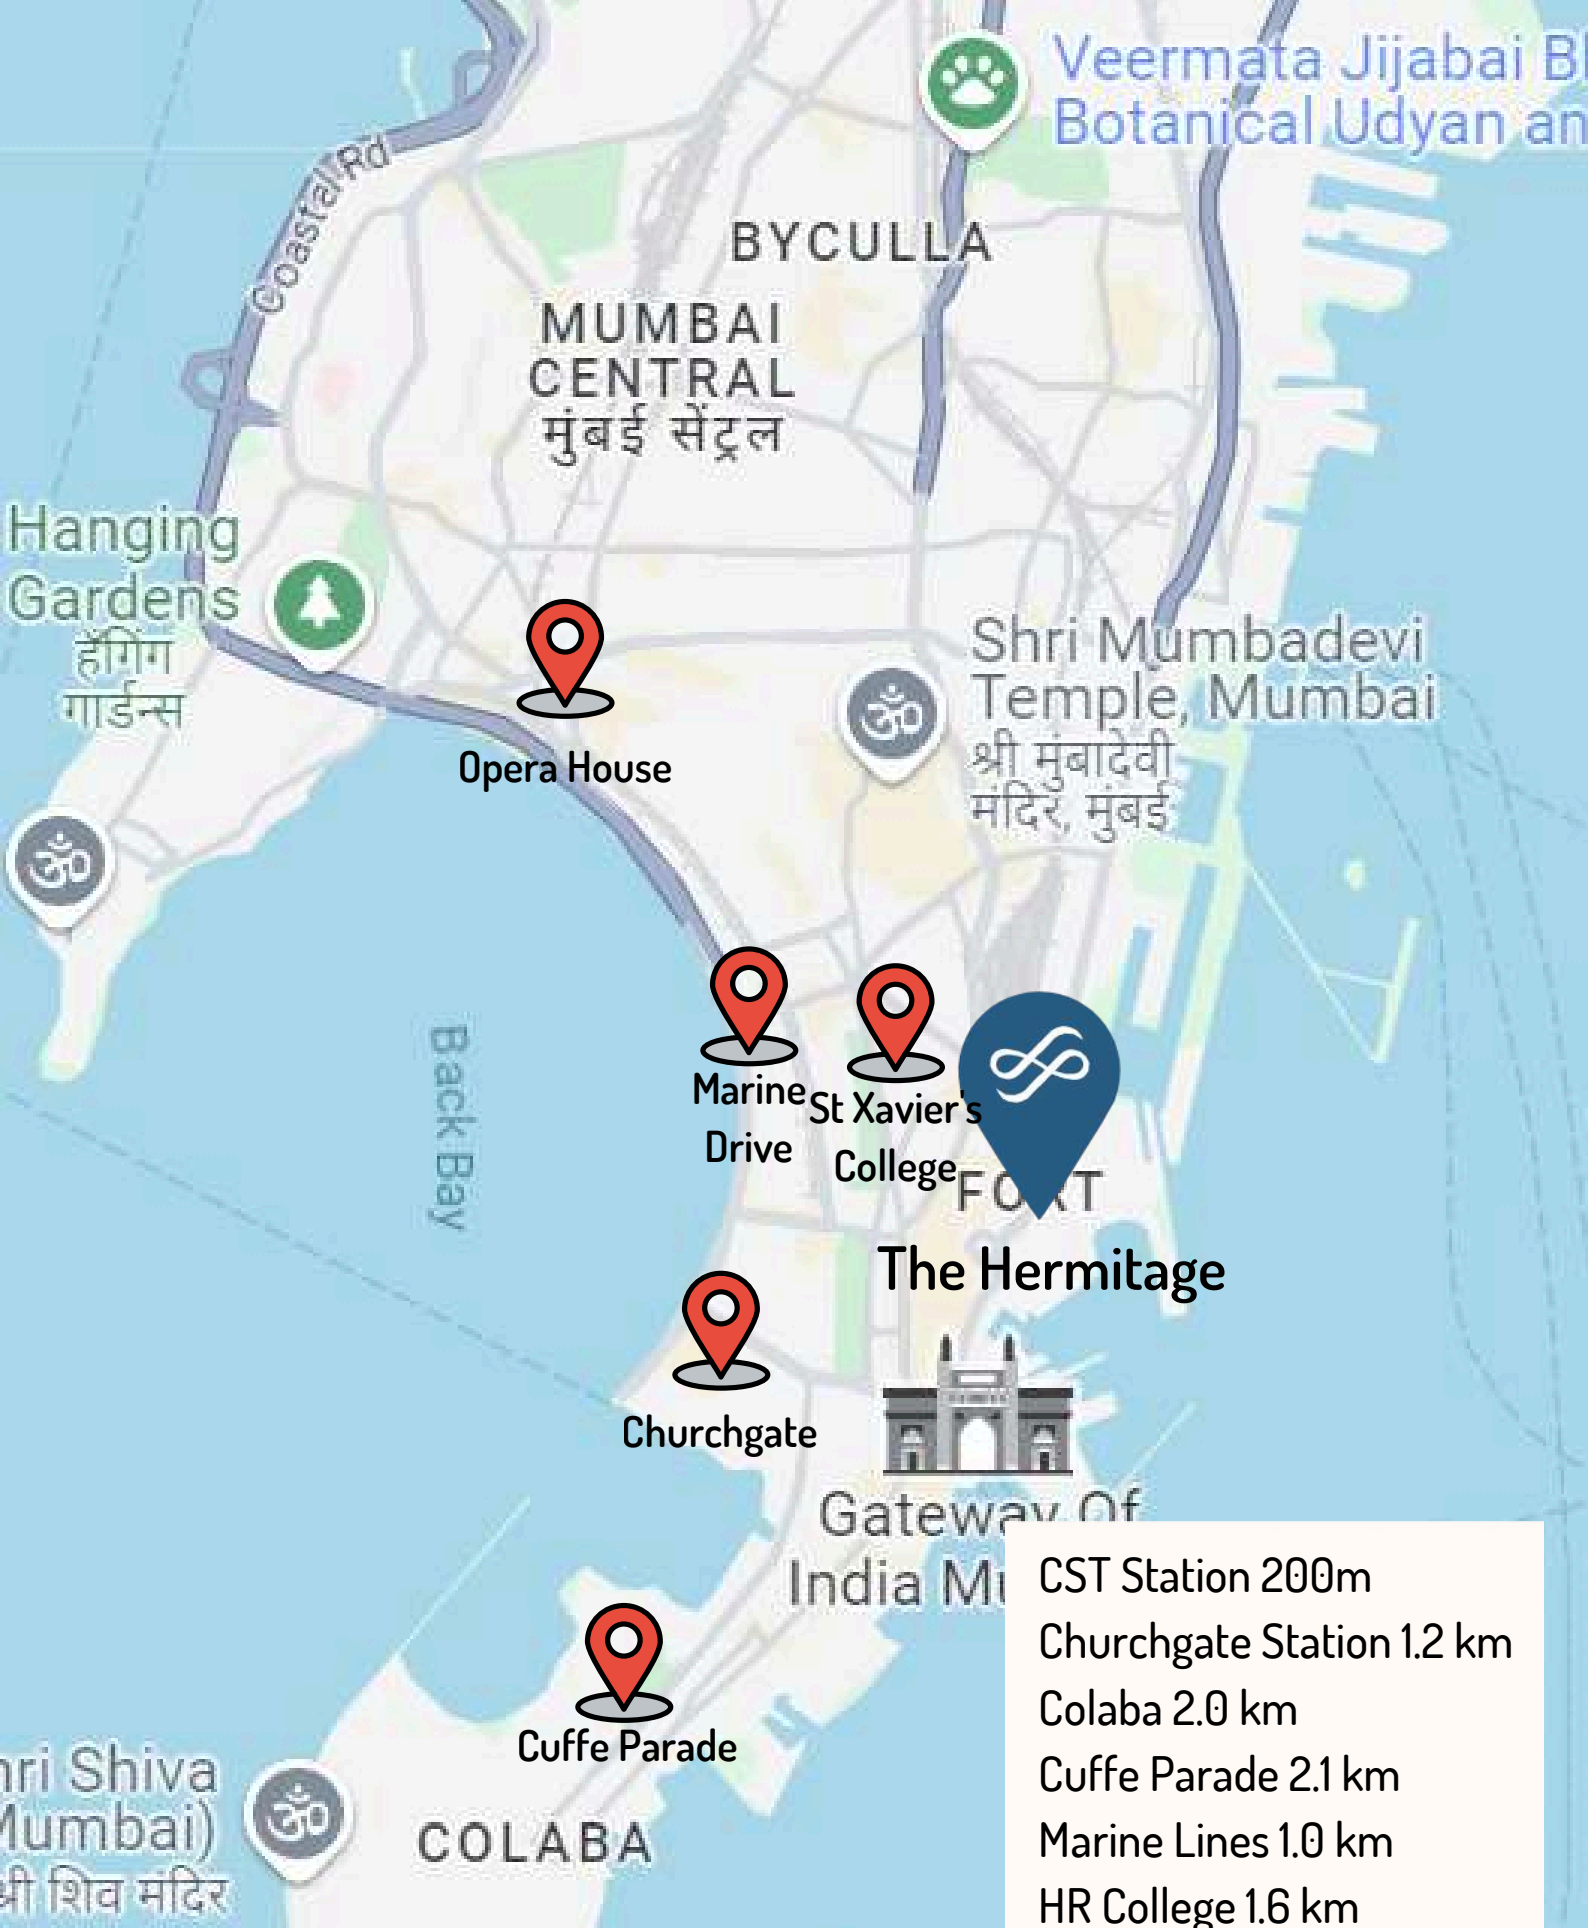 Veermata Jijabai
Botanical Udyan an
Coastal Rd
BYCULLA
MUMBAI
CENTRAL
मुंबई सेंट्रल
Hanging
Gardens
हँगिंग
गार्डन्स
Shri Mumbadevi
Temple, Mumbai
श्री मुंबादेवी
मंदिर, मुंबई
Opera House
Marine
Drive
St Xavier's
College
FORT
The Hermitage
Back Bay
Churchgate
Gateway Of
India
Cuffe Parade
Shiva
Mumbai)
श्री शिव मंदिर
COLABA
CST Station 200m
Churchgate Station 1.2 km
Colaba 2.0 km
Cuffe Parade 2.1 km
Marine Lines 1.0 km
HR College 1.6 km